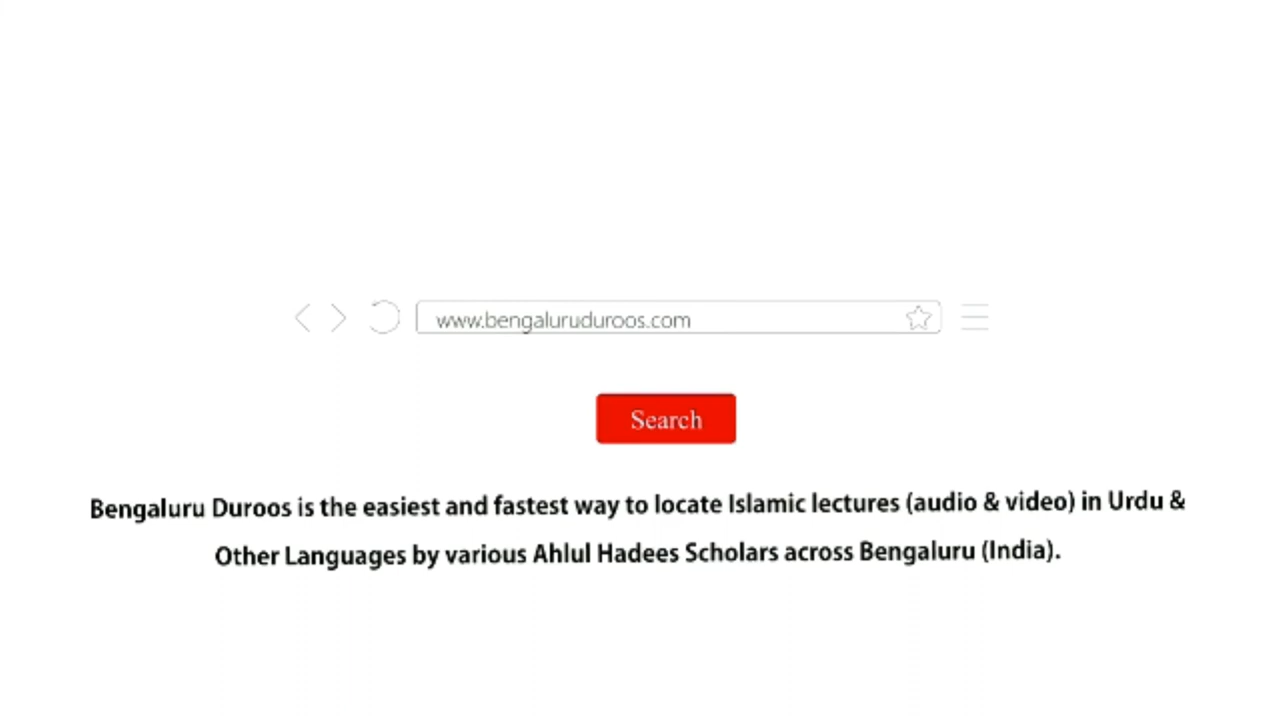 www.bengaluruduroos.com
Search
Bengaluru Duroos is the easiest and fastest way to locate Islamic lectures (audio & video) in Urdu &
Other Languages by various Ahlul Hadees Scholars across Bengaluru (India).